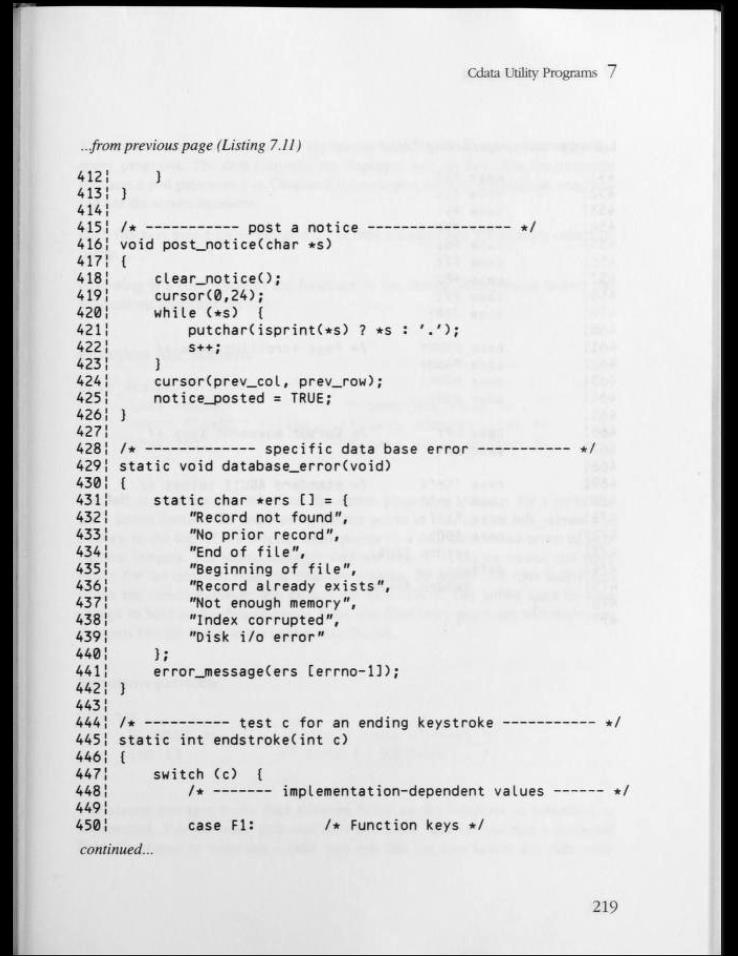 Cdata Utility Programs 7
...from previous page (Listing 7.11)
412¦         }
413¦ }
414¦
415¦ /* ----------- post a notice ----------------- */
416¦ void post_notice(char *s)
417¦ {
418¦     clear_notice();
419¦     cursor(0,24);
420¦     while (*s)  {
421¦         putchar(isprint(*s) ? *s : '.');
422¦         s++;
423¦     }
424¦     cursor(prev_col, prev_row);
425¦     notice_posted = TRUE;
426¦ }
427¦
428¦ /* ------------- specific data base error ----------- */
429¦ static void database_error(void)
430¦ {
431¦     static char *ers [] = {
432¦         "Record not found",
433¦         "No prior record",
434¦         "End of file",
435¦         "Beginning of file",
436¦         "Record already exists",
437¦         "Not enough memory",
438¦         "Index corrupted",
439¦         "Disk i/o error"
440¦     };
441¦     error_message(ers [errno-1]);
442¦ }
443¦
444¦ /* ---------- test c for an ending keystroke ----------- */
445¦ static int endstroke(int c)
446¦ {
447¦     switch (c)  {
448¦         /* ------- implementation-dependent values ------ */
449¦
450¦         case F1:        /* Function keys */
continued...
219